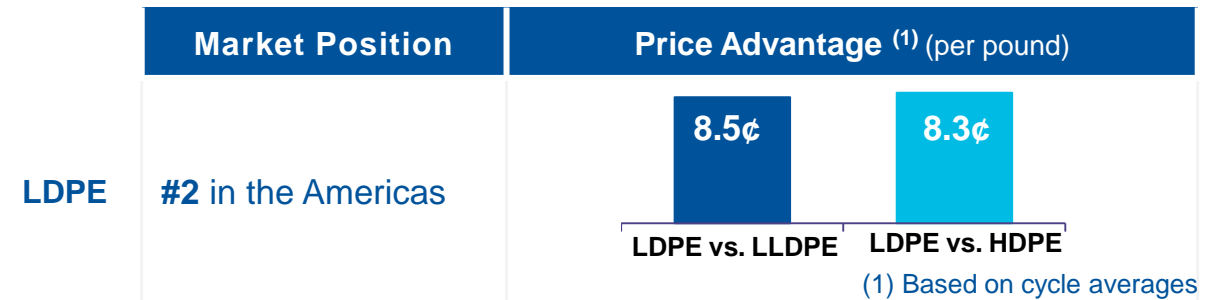 Market Position
Price Advantage (1) (per pound)
8.5¢
8.3¢
LDPE
#2 in the Americas
LDPE vs. LLDPE
LDPE vs. HDPE
(1) Based on cycle averages